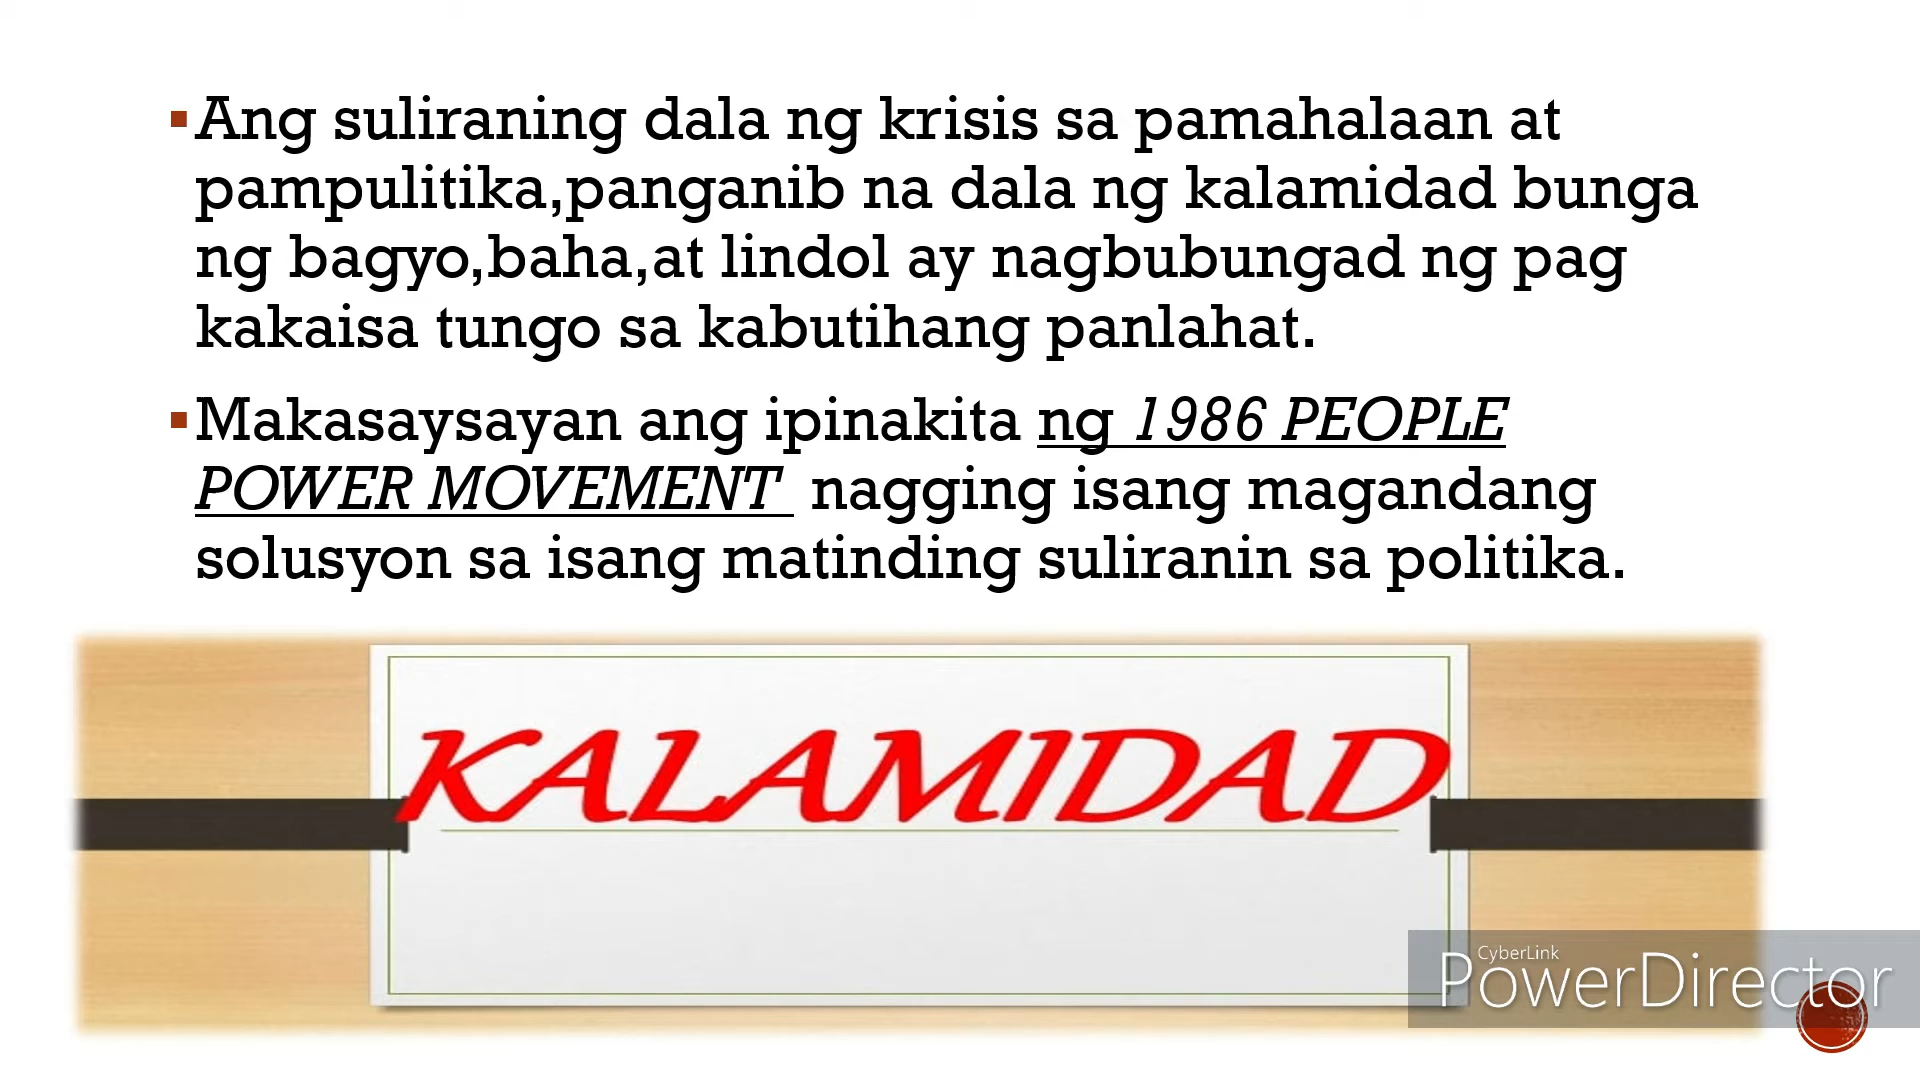 Ang suliraning dala ng krisis sa pamahalaan at
pampulitika,panganib na dala ng kalamidad bunga
ng bagyo,baha,at lindol ay nagbubungad ng pag
kakaisa tungo sa kabutihang panlahat.
Makasaysayan ang ipinakita ng 1986 PEOPLE
POWER MOVEMENT nagging isang magandang
solusyon sa isang matinding suliranin sa politika.
KALAMIDAD
CyberLink
PowerDirector